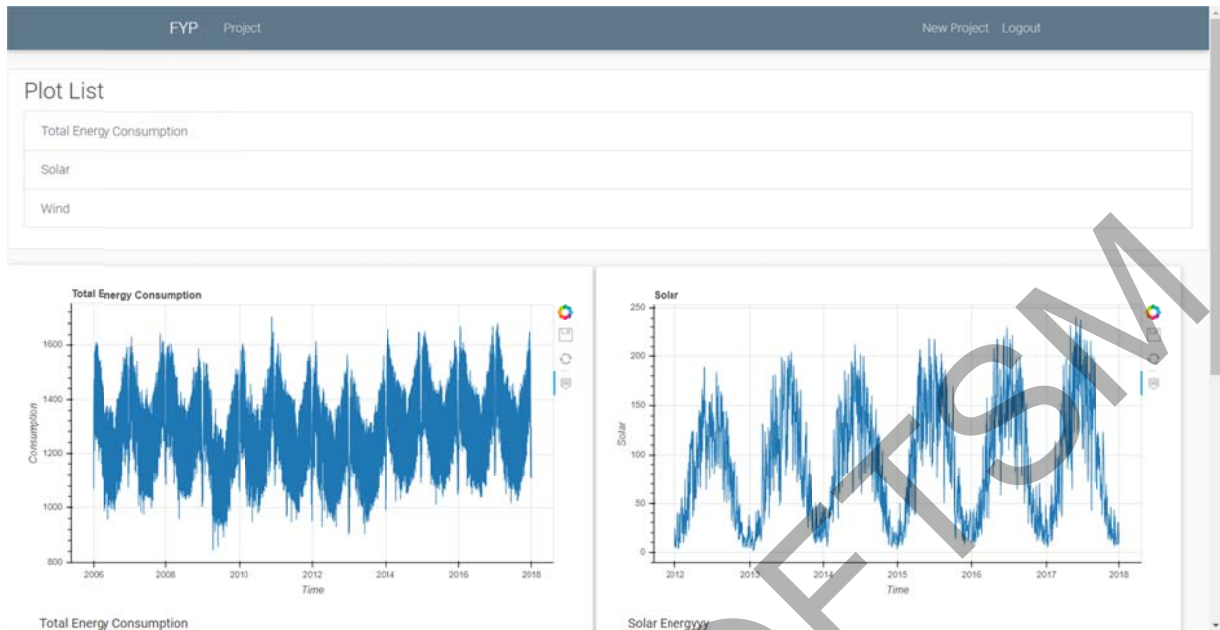 FYP Project New Project Logout
Plot List
Total Energy Consumption
Solar
Wind
Total Energy Consumption
1600
1400
1200
1000
800
Consumption
2006 2008 2010 2012 2014 2016 2018
Time
Total Energy Consumption
Solar
250
200
150
100
50
0
Solar
2012 2013 2014 2015 2016 2017 2018
Time
Solar Energyyy
FTSM